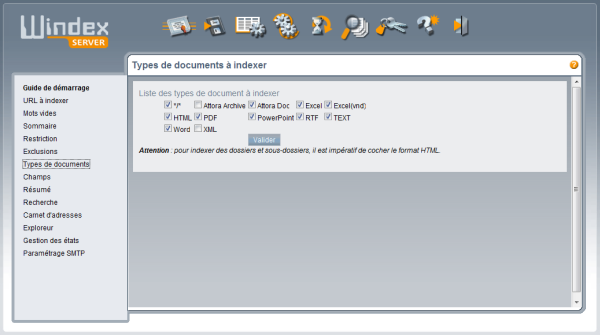 Windex
SERVER
Types de documents à indexer
?
Guide de démarrage
URL à indexer
Mots vides
Sommaire
Restriction
Exclusions
Types de documents
Champs
Résumé
Recherche
Carnet d'adresses
Exploreur
Gestion des états
Paramétrage SMTP
Liste des types de document à indexer
*/* Attora Archive Attora Doc Excel Excel(vnd)
HTML PDF PowerPoint RTF TEXT
Word XML
Valider
Attention : pour indexer des dossiers et sous-dossiers, il est impératif de cocher le format HTML.